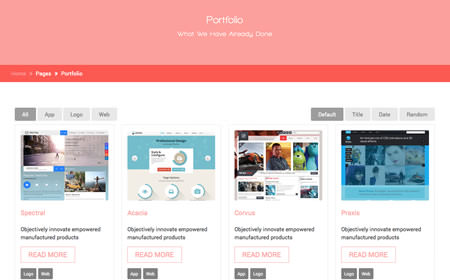 Portfolio
What We Have Already Done
Home > Pages > Portfolio
All App Logo Web
Default Title Date Random
Professional Design
Spectral
Acacia
Corvus
Praxis
Objectively innovate empowered
manufactured products
Objectively innovate empowered
manufactured products
Objectively innovate empowered
manufactured products
Objectively innovate empowered
manufactured products
READ MORE
READ MORE
READ MORE
READ MORE
Logo Web
App Web
Logo Web
App Logo